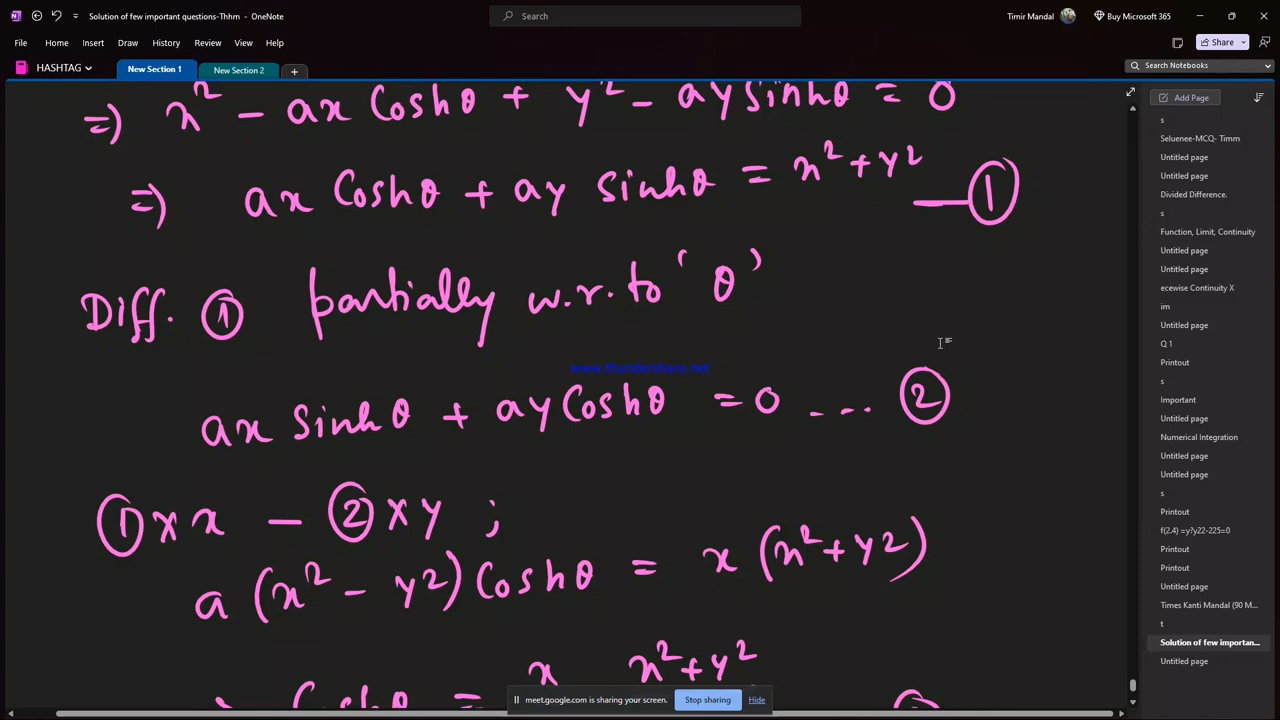 Solution of few important questions-Thhm - OneNote
Search
Timir Mandal
Buy Microsoft 365
File Home Insert Draw History Review View Help
Share
HASHTAG
New Section 1
New Section 2
+
Search Notebooks
=) x² - ax Coshθ + y² - ay sinhθ = 0
=) ax Coshθ + ay sinhθ = x² + y² — ①
Diff. ① partially w.r. to 'θ'
www.thundershare.net
ax sinhθ + ay Coshθ = 0 ... ②
① X x - ② X y ;
a (x² - y²) Coshθ = x (x² + y²)
x x² + y²
Coshθ =
meet.google.com is sharing your screen.
Stop sharing
Hide
Add Page
s
Seluenee-MCQ- Timm
Untitled page
Untitled page
Divided Difference.
s
Function, Limit, Continuity
Untitled page
Untitled page
ecewise Continuity X
im
Untitled page
Q 1
Printout
s
Important
Untitled page
Numerical Integration
Untitled page
Untitled page
s
Printout
f(2.4) =y?y22-225=0
Printout
Printout
Untitled page
Times Kanti Mandal (90 M...
t
Solution of few importan...
Untitled page